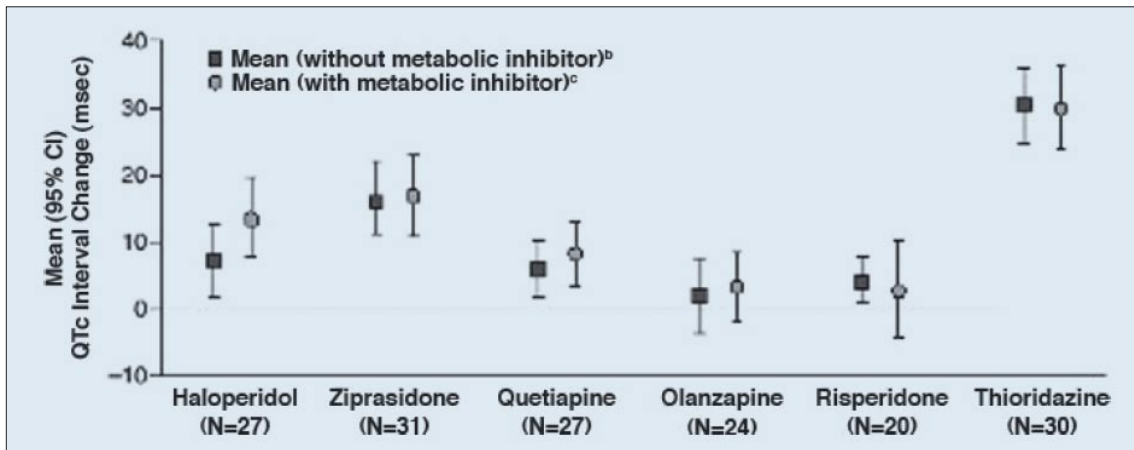 40
30
20
10
0
−10
Mean (95% CI)
QTc Interval Change (msec)
Mean (without metabolic inhibitor)ᵇ
Mean (with metabolic inhibitor)ᶜ
Haloperidol Ziprasidone Quetiapine Olanzapine Risperidone Thioridazine
(N=27) (N=31) (N=27) (N=24) (N=20) (N=30)